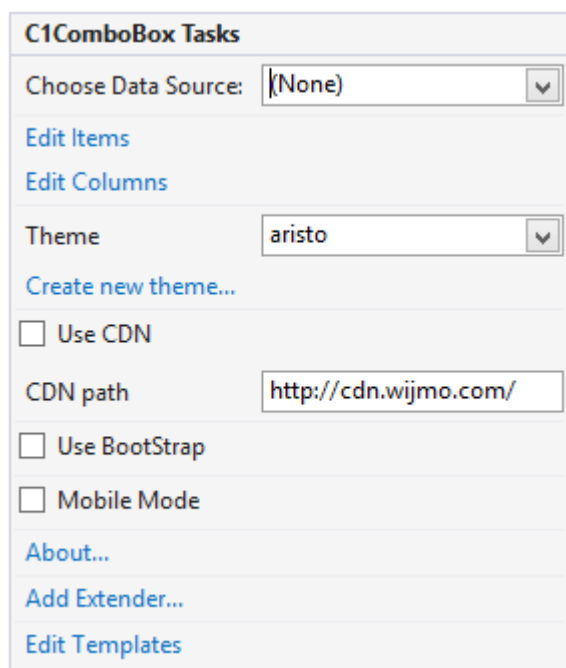 C1ComboBox Tasks
Choose Data Source: (None)
Edit Items
Edit Columns
Theme aristo
Create new theme...
Use CDN
CDN path http://cdn.wijmo.com/
Use BootStrap
Mobile Mode
About...
Add Extender...
Edit Templates